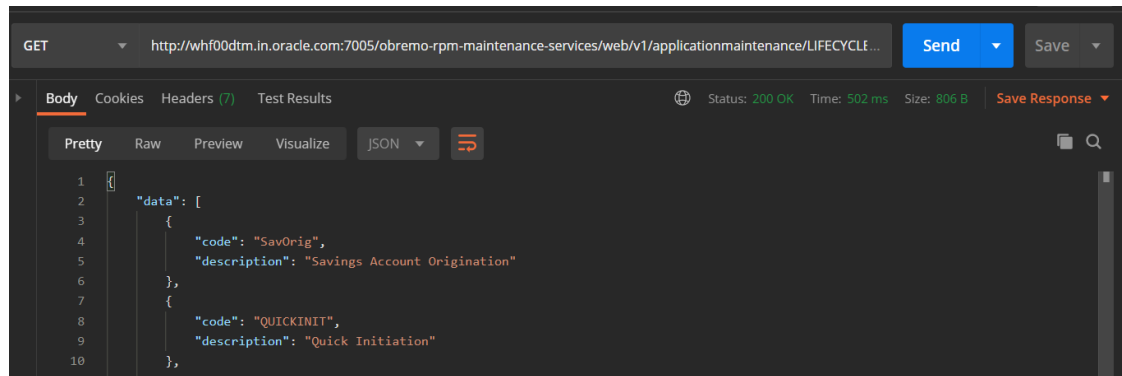 GET http://whf00dtm.in.oracle.com:7005/obremo-rpm-maintenance-services/web/v1/applicationmaintenance/LIFECYCLE... Send Save
Body Cookies Headers (7) Test Results Status: 200 OK Time: 502 ms Size: 806 B Save Response
Pretty Raw Preview Visualize JSON
1 {
2 "data": [
3 {
4 "code": "SavOrig",
5 "description": "Savings Account Origination"
6 },
7 {
8 "code": "QUICKINIT",
9 "description": "Quick Initiation"
10 },